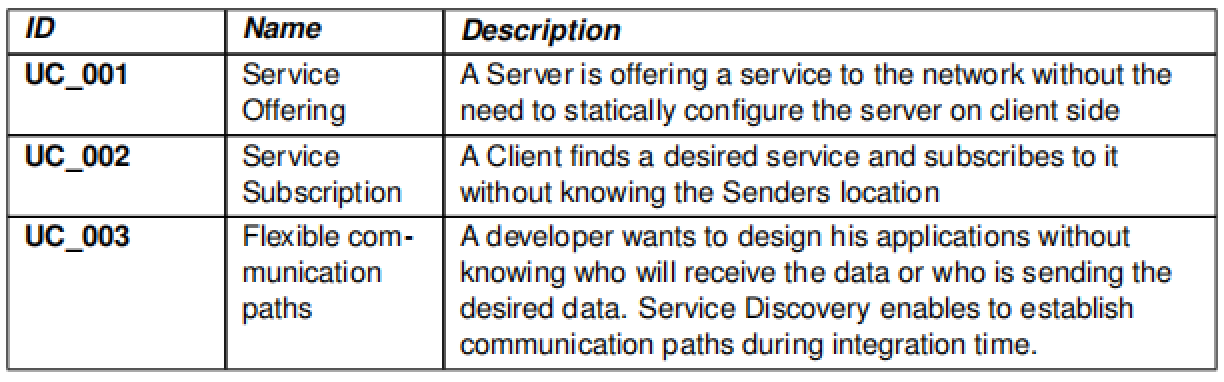 ID Name Description
UC_001 Service A Server is offering a service to the network without the
Offering need to statically configure the server on client side
UC_002 Service A Client finds a desired service and subscribes to it
Subscription without knowing the Senders location
UC_003 Flexible com- A developer wants to design his applications without
munication knowing who will receive the data or who is sending the
paths desired data. Service Discovery enables to establish
communication paths during integration time.